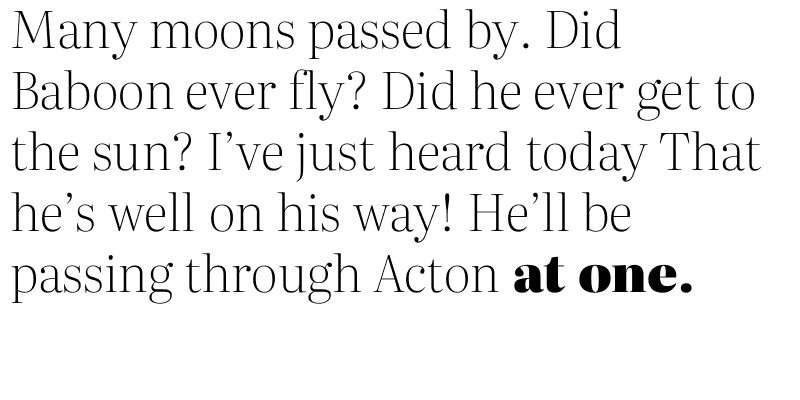 Many moons passed by. Did
Baboon ever fly? Did he ever get to
the sun? I’ve just heard today That
he’s well on his way! He’ll be
passing through Acton at one.